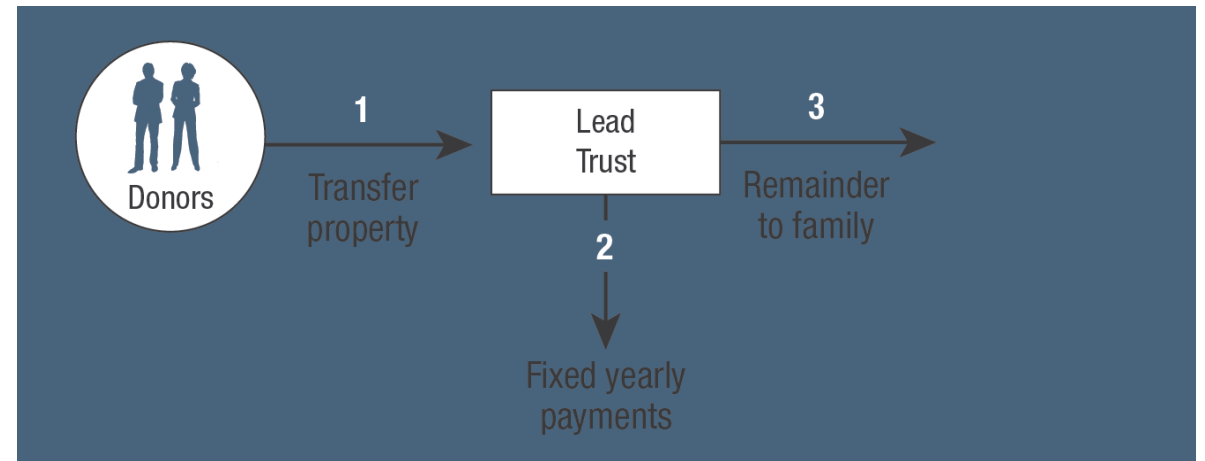 Donors
1
Transfer
property
Lead
Trust
3
Remainder
to family
2
Fixed yearly
payments